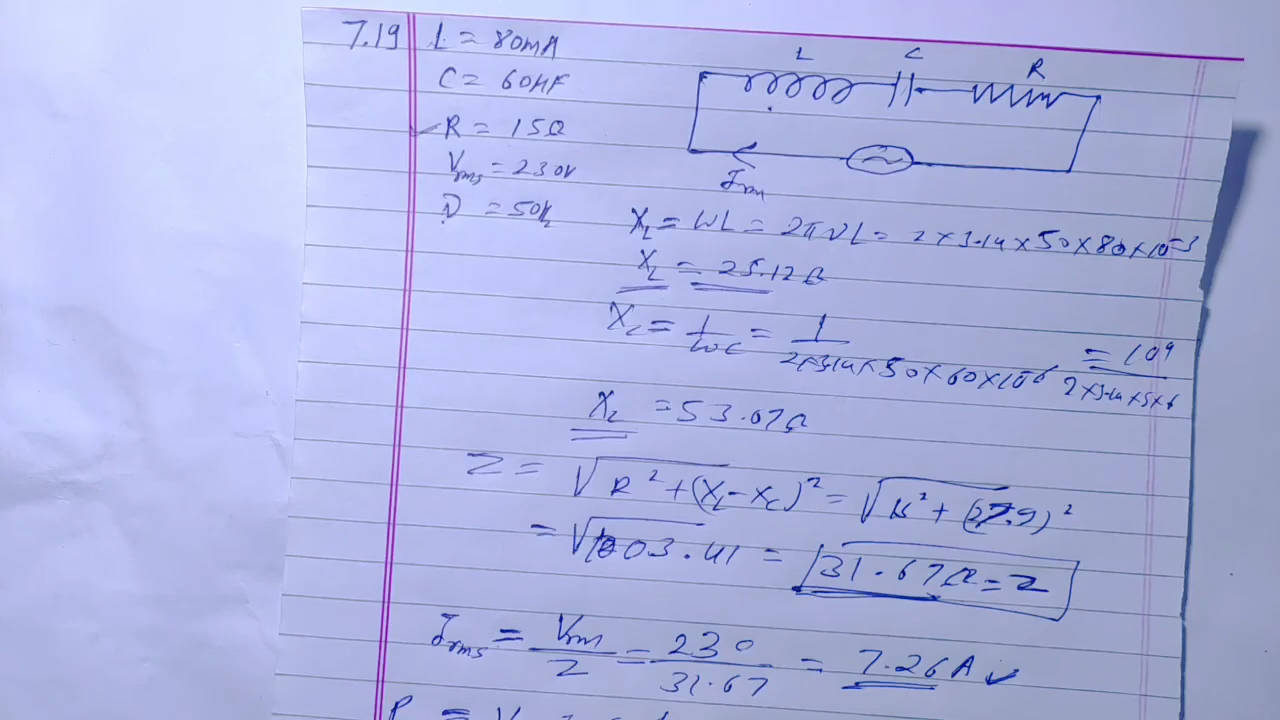 7.19 L = 80mA
C = 60μF
R = 15Ω
Vrms = 230V
ν = 50Hz
L C R
Irms
XL = ωL = 2πνL = 2×3.14×50×80×10⁻³
XL = 25.12Ω
Xc = 1/ωC = 1/2×3.14×50×60×10⁻⁶ = 10⁴/2×3.14×5×6
Xc = 53.07Ω
Z = √R²+(XL-Xc)² = √15²+(27.9)²
= √1003.41 = 31.67Ω = Z
Irms = Vrms/Z = 230/31.67 = 7.26A ✓